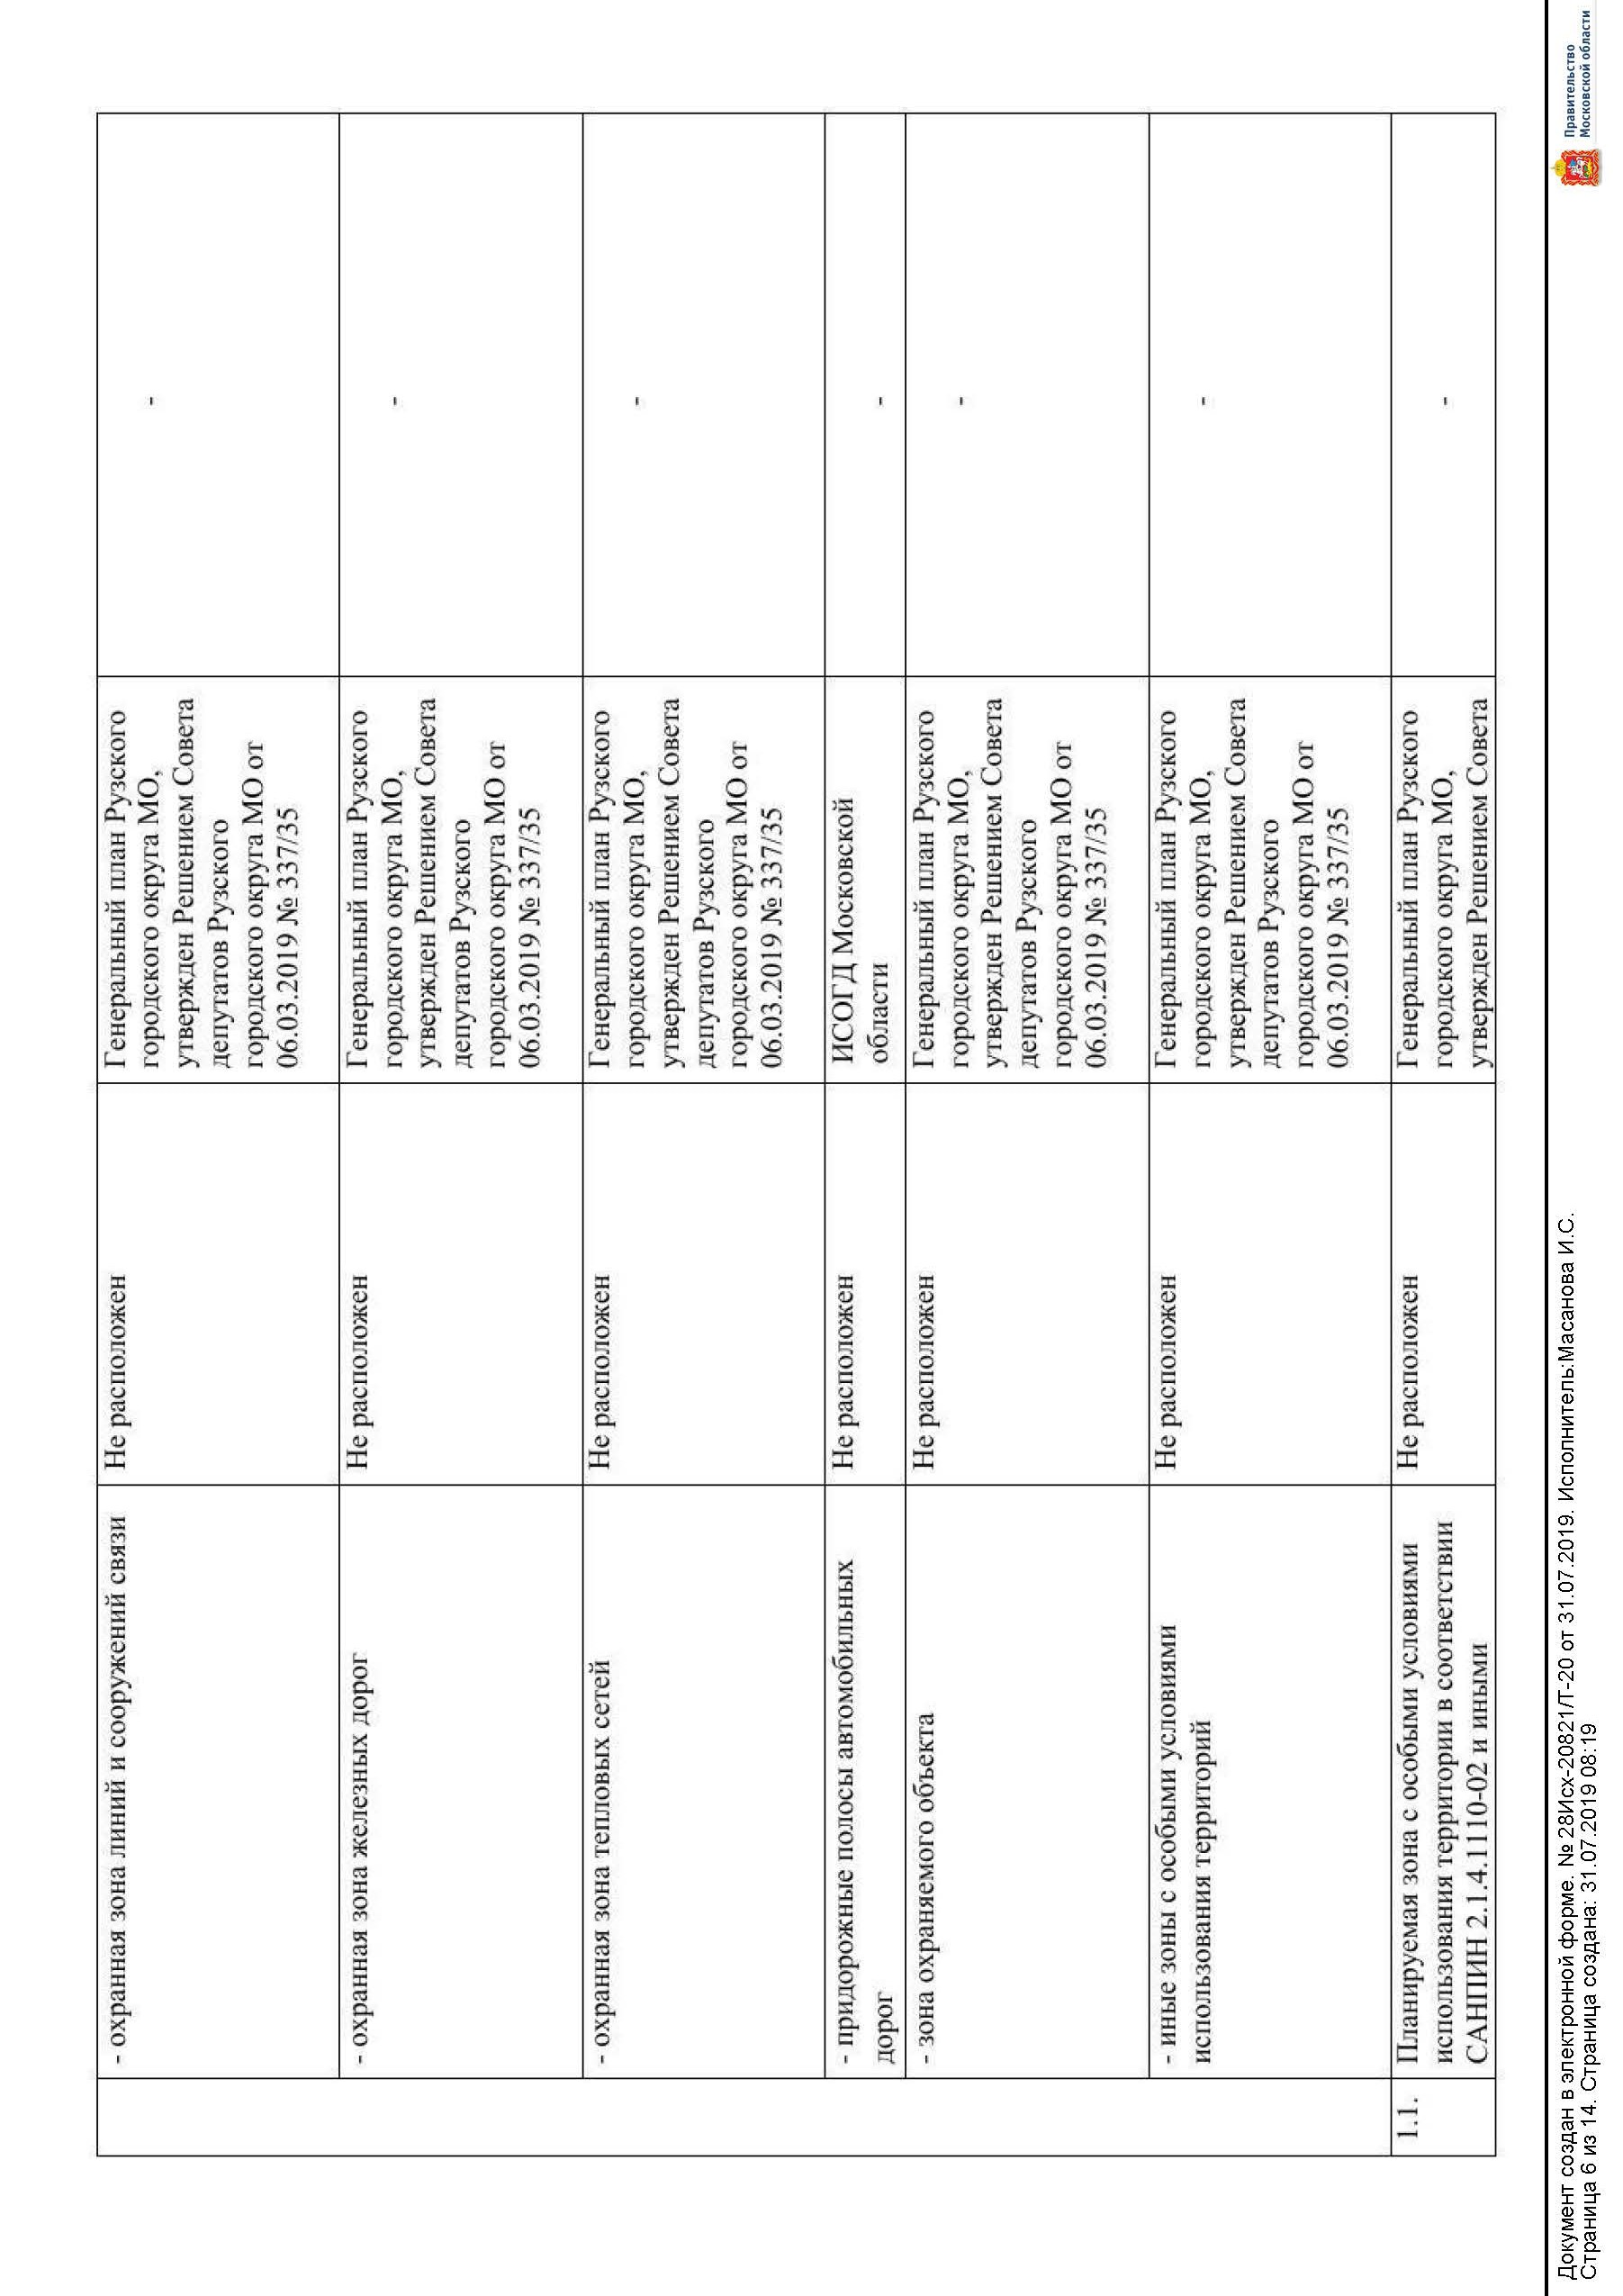 - охранная зона линий и сооружений связи
Не расположен
Генеральный план Рузского
городского округа МО,
утвержден Решением Совета
депутатов Рузского
городского округа МО от
06.03.2019 № 337/35
-
- охранная зона железных дорог
Не расположен
Генеральный план Рузского
городского округа МО,
утвержден Решением Совета
депутатов Рузского
городского округа МО от
06.03.2019 № 337/35
-
- охранная зона тепловых сетей
Не расположен
Генеральный план Рузского
городского округа МО,
утвержден Решением Совета
депутатов Рузского
городского округа МО от
06.03.2019 № 337/35
-
- придорожные полосы автомобильных
дорог
Не расположен
ИСОГД Московской
области
-
- зона охраняемого объекта
Не расположен
Генеральный план Рузского
городского округа МО,
утвержден Решением Совета
депутатов Рузского
городского округа МО от
06.03.2019 № 337/35
-
- иные зоны с особыми условиями
использования территорий
Не расположен
Генеральный план Рузского
городского округа МО,
утвержден Решением Совета
депутатов Рузского
городского округа МО от
06.03.2019 № 337/35
-
1.1.
Планируемая зона с особыми условиями
использования территории в соответствии
САНПИН 2.1.4.1110-02 и иными
Не расположен
Генеральный план Рузского
городского округа МО,
утвержден Решением Совета
-
Документ создан в электронной форме. № 28Исх-20821/Т-20 от 31.07.2019. Исполнитель:Масанова И.С.
Страница 6 из 14. Страница создана: 31.07.2019 08:19
Правительство
Московской области